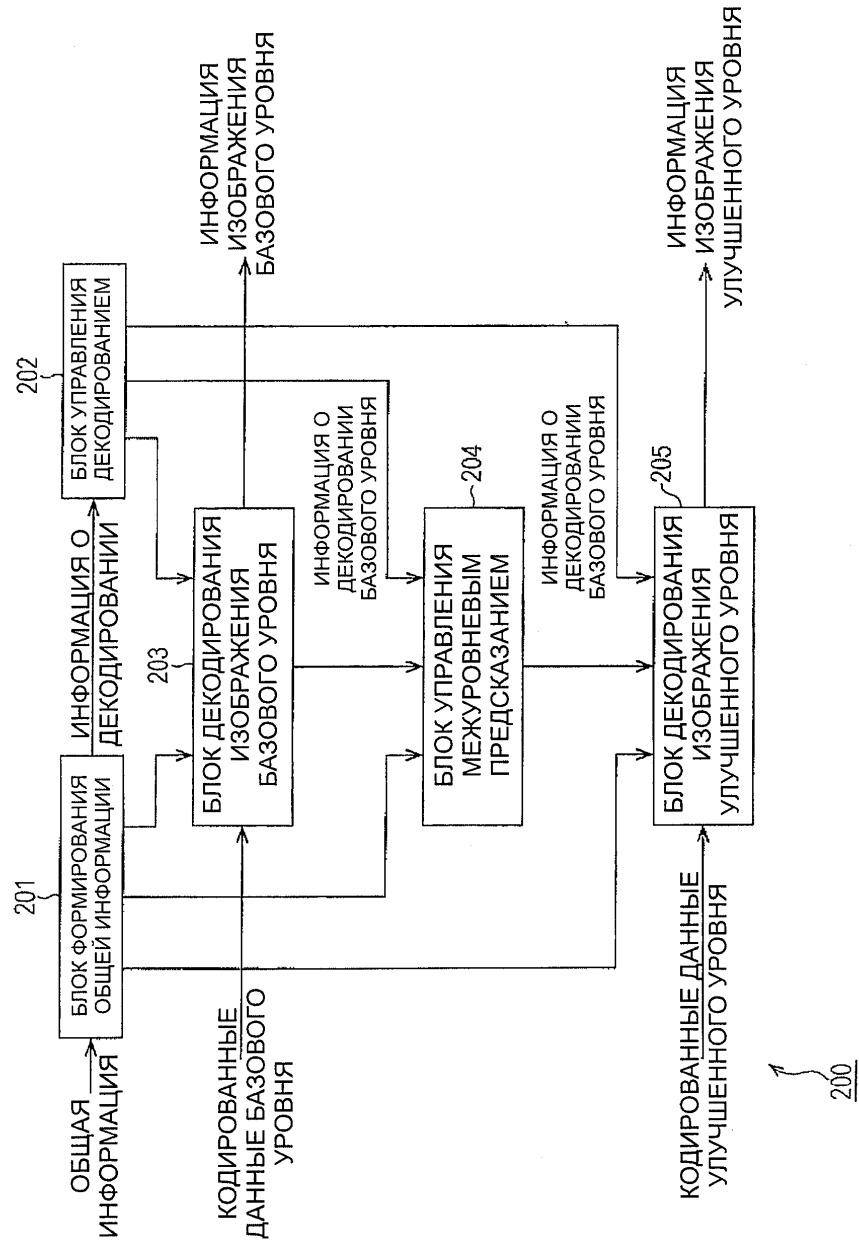 ОБЩАЯ
ИНФОРМАЦИЯ
201
БЛОК ФОРМИРОВАНИЯ
ОБЩЕЙ ИНФОРМАЦИИ
ИНФОРМАЦИЯ О
ДЕКОДИРОВАНИИ
202
БЛОК УПРАВЛЕНИЯ
ДЕКОДИРОВАНИЕМ
КОДИРОВАННЫЕ
ДАННЫЕ БАЗОВОГО
УРОВНЯ
203
БЛОК ДЕКОДИРОВАНИЯ
ИЗОБРАЖЕНИЯ
БАЗОВОГО УРОВНЯ
ИНФОРМАЦИЯ
ИЗОБРАЖЕНИЯ
БАЗОВОГО УРОВНЯ
ИНФОРМАЦИЯ О
ДЕКОДИРОВАНИИ
БАЗОВОГО УРОВНЯ
204
БЛОК УПРАВЛЕНИЯ
МЕЖУРОВНЕВЫМ
ПРЕДСКАЗАНИЕМ
ИНФОРМАЦИЯ О
ДЕКОДИРОВАНИИ
БАЗОВОГО УРОВНЯ
205
КОДИРОВАННЫЕ ДАННЫЕ
УЛУЧШЕННОГО УРОВНЯ
БЛОК ДЕКОДИРОВАНИЯ
ИЗОБРАЖЕНИЯ
УЛУЧШЕННОГО УРОВНЯ
ИНФОРМАЦИЯ
ИЗОБРАЖЕНИЯ
УЛУЧШЕННОГО УРОВНЯ
200